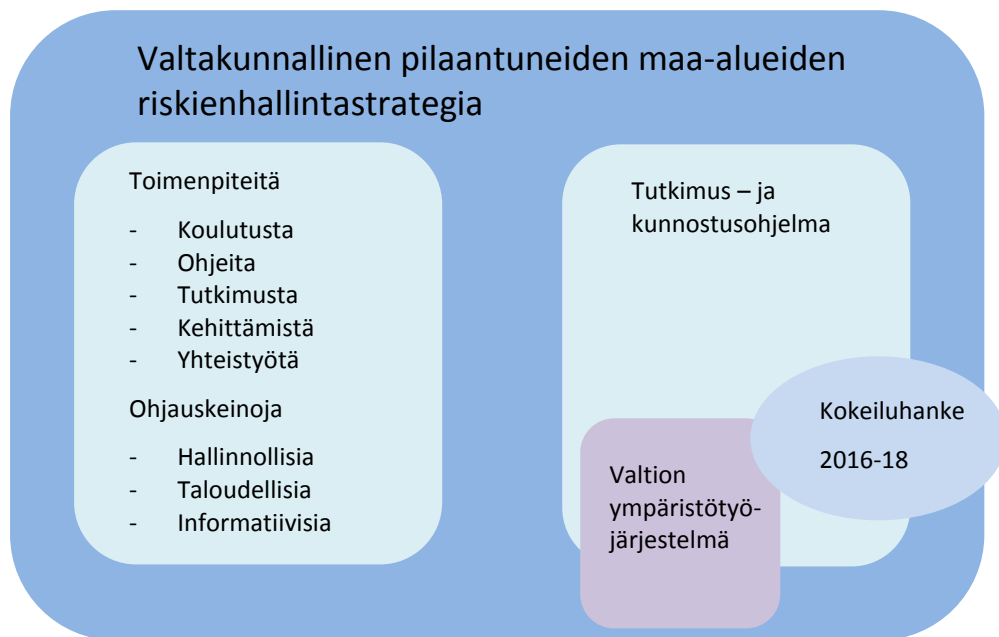 Valtakunnallinen pilaantuneiden maa-alueiden
riskienhallintastrategia
Toimenpiteitä
- Koulutusta
- Ohjeita
- Tutkimusta
- Kehittämistä
- Yhteistyötä
Ohjauskeinoja
- Hallinnollisia
- Taloudellisia
- Informatiivisia
Tutkimus – ja
kunnostusohjelma
Kokeiluhanke
2016-18
Valtion
ympäristötyö-
järjestelmä